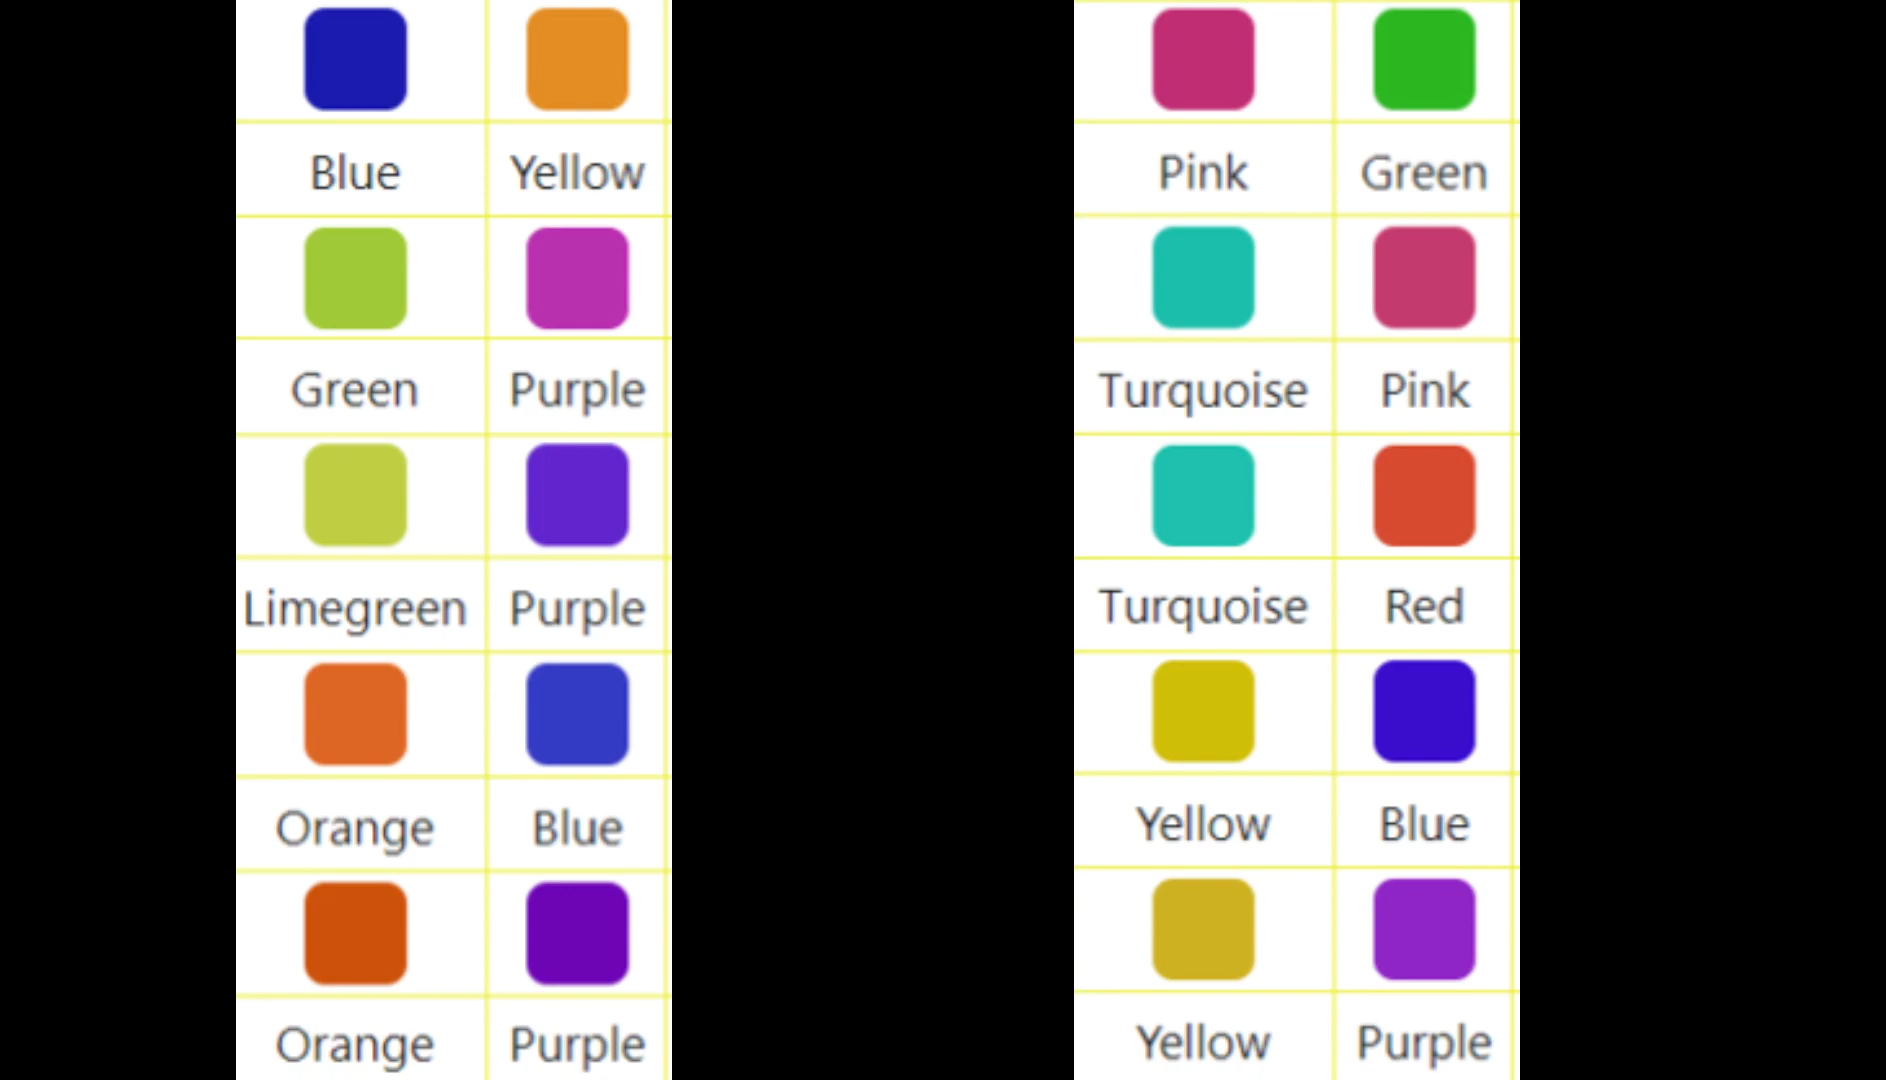 Blue Yellow
Green Purple
Limegreen Purple
Orange Blue
Orange Purple
Pink Green
Turquoise Pink
Turquoise Red
Yellow Blue
Yellow Purple